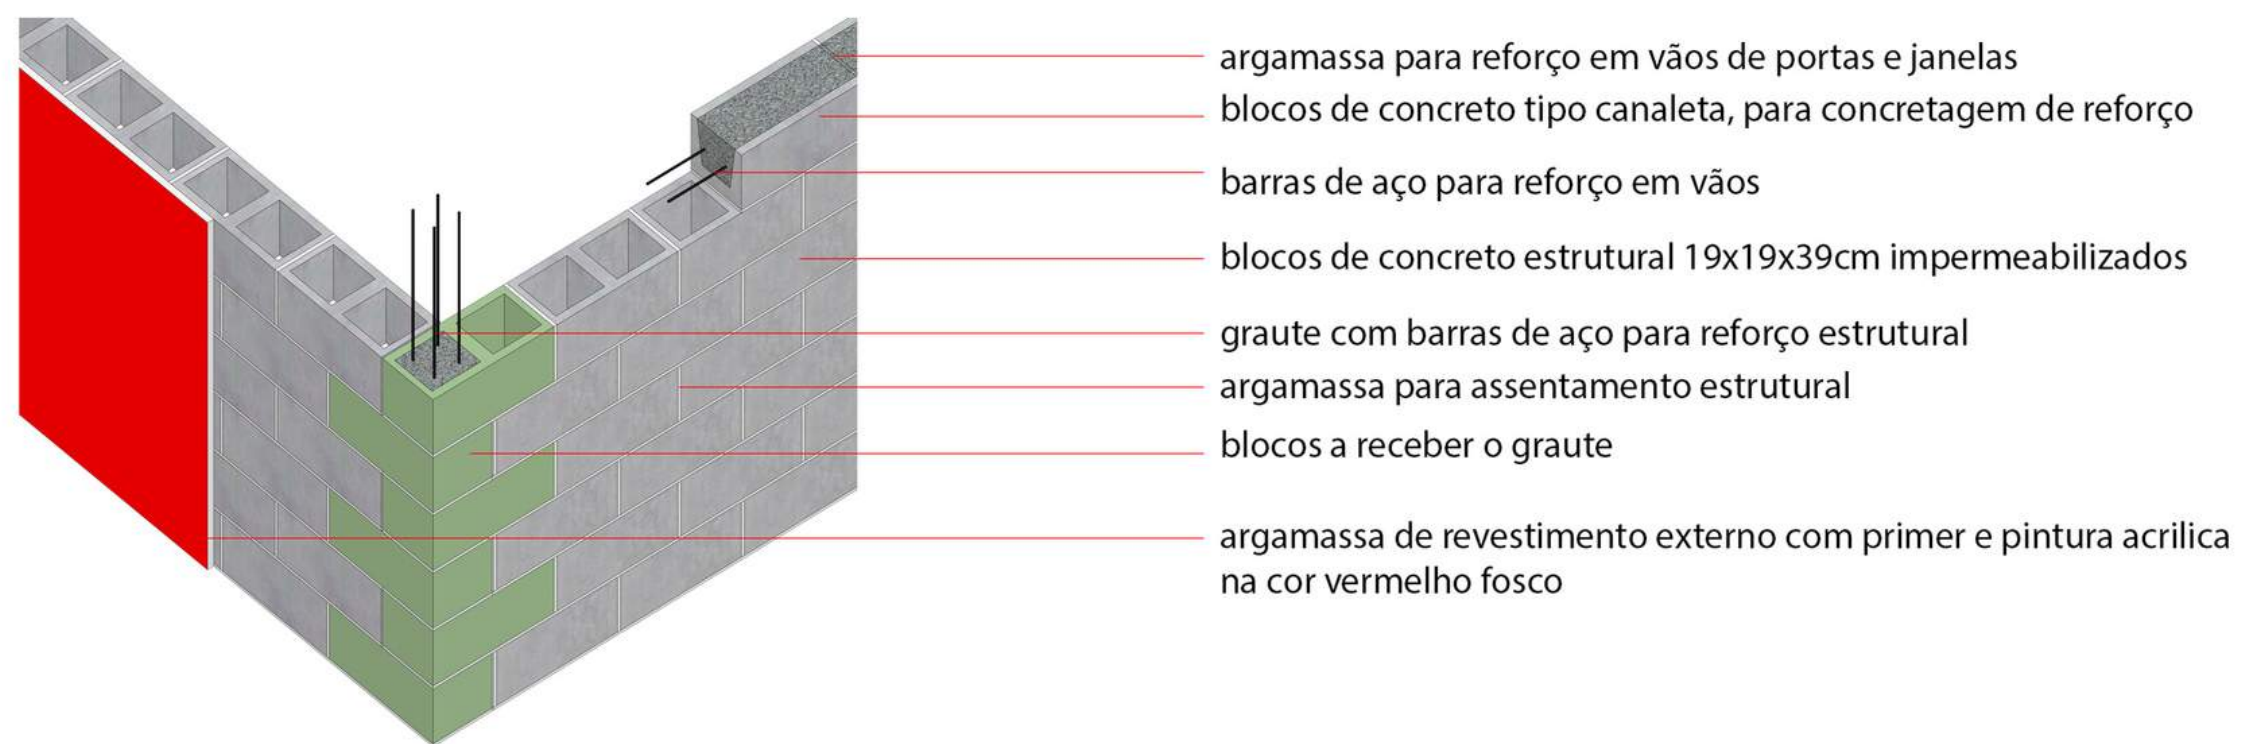 argamassa para reforço em vãos de portas e janelas
blocos de concreto tipo canaleta, para concretagem de reforço
barras de aço para reforço em vãos
blocos de concreto estrutural 19x19x39cm impermeabilizados
graute com barras de aço para reforço estrutural
argamassa para assentamento estrutural
blocos a receber o graute
argamassa de revestimento externo com primer e pintura acrilica
na cor vermelho fosco